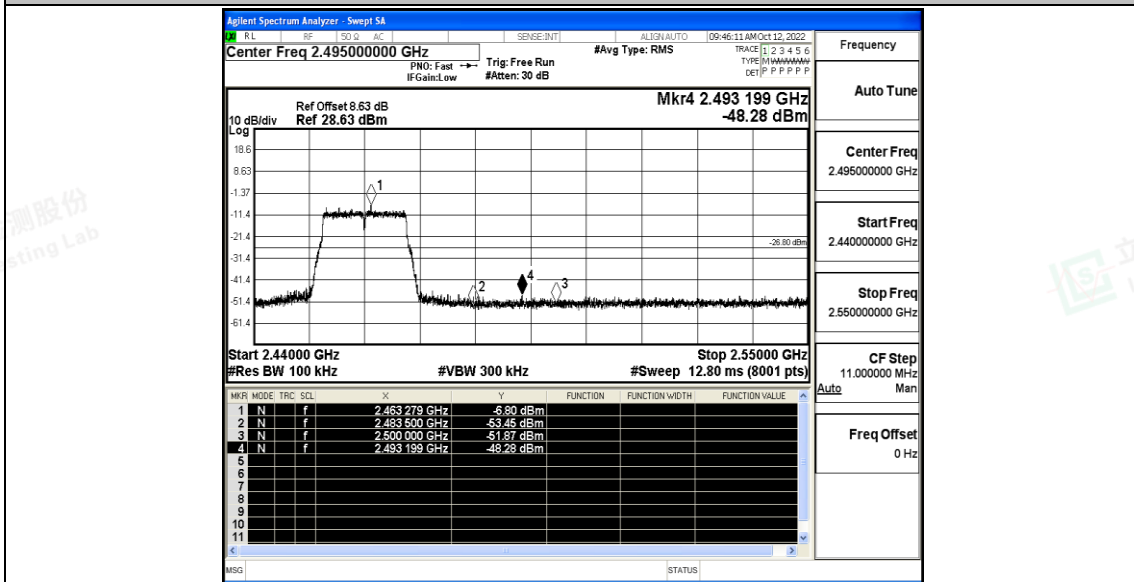 Agilent Spectrum Analyzer - Swept SA
RL RF 50 Ω AC SENSE:INT ALIGN AUTO 09:46:11 AM Oct 12, 2022
Center Freq 2.495000000 GHz #Avg Type: RMS TRACE 1 2 3 4 5 6
PNO: Fast Trig: Free Run TYPE M WWWWW
IFGain:Low #Atten: 30 dB DET P P P P P P
Mkr4 2.493 199 GHz
-48.28 dBm
Ref Offset 8.63 dB
10 dB/div Ref 28.63 dBm
Log
18.6
8.63
-1.37
-11.4
-21.4
-31.4
-41.4
-51.4
-61.4
1
2
4
3
-26.80 dBm
Start 2.44000 GHz Stop 2.55000 GHz
#Res BW 100 kHz #VBW 300 kHz #Sweep 12.80 ms (8001 pts)
MKR MODE TRC SCL X Y FUNCTION FUNCTION WIDTH FUNCTION VALUE
1 N f 2.463 279 GHz -6.80 dBm
2 N f 2.483 500 GHz -53.45 dBm
3 N f 2.500 000 GHz -51.87 dBm
4 N f 2.493 199 GHz -48.28 dBm
5
6
7
8
9
10
11
MSG STATUS
Frequency
Auto Tune
Center Freq
2.495000000 GHz
Start Freq
2.440000000 GHz
Stop Freq
2.550000000 GHz
CF Step
11.000000 MHz
Auto Man
Freq Offset
0 Hz
测股份
sting Lab
立
LCS